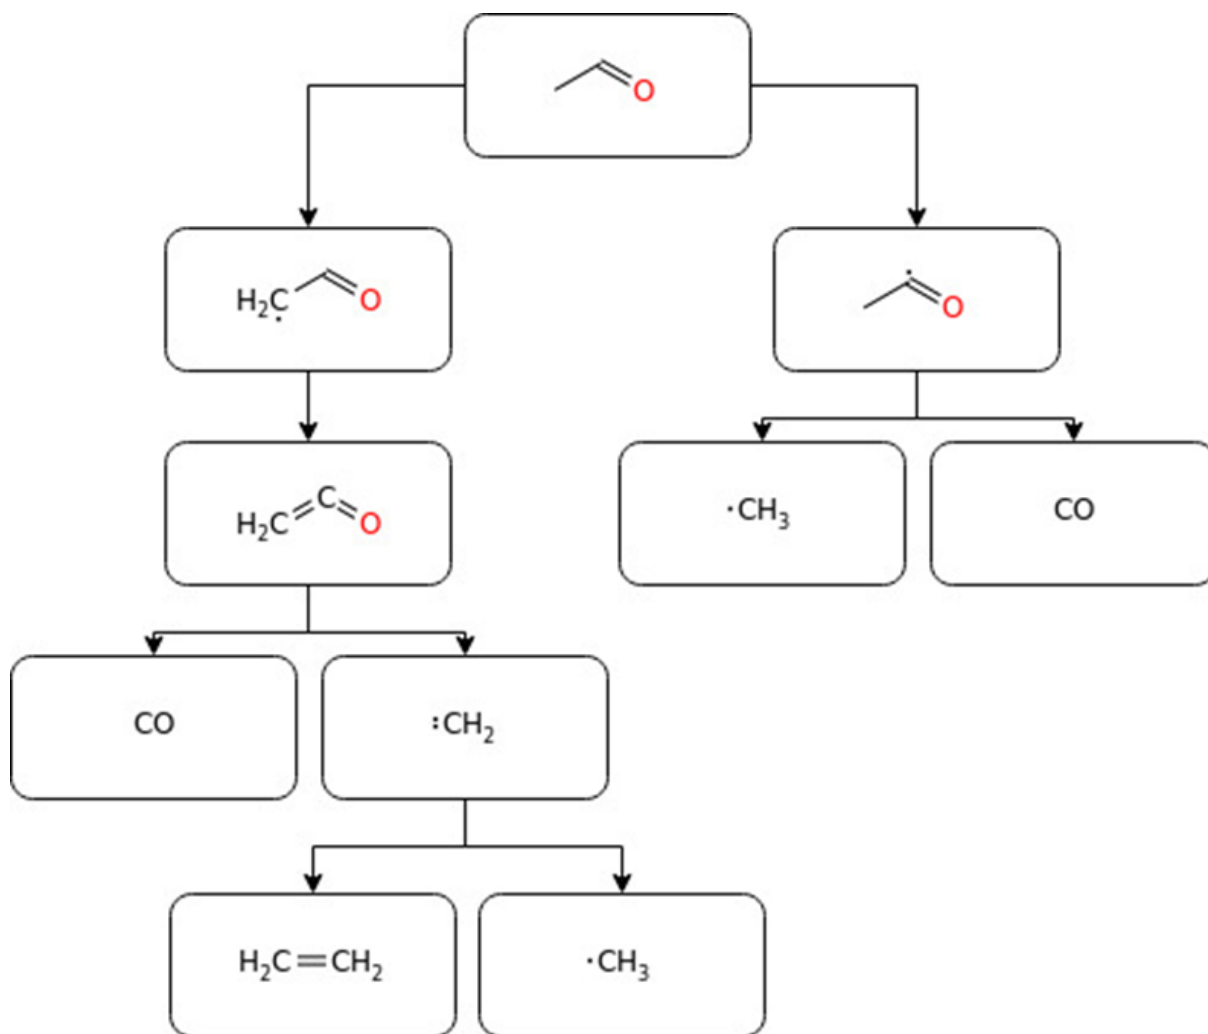 O
H₂C· O
·
O
H₂C C O
·CH₃
CO
CO
:CH₂
H₂C=CH₂
·CH₃